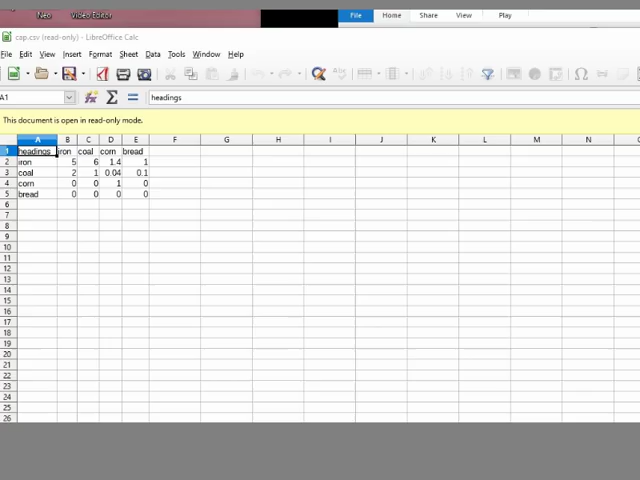 Neo Video Editor
File Home Share View Play
cap.csv (read-only) - LibreOffice Calc
File Edit View Insert Format Sheet Data Tools Window Help
A1 headings
This document is open in read-only mode.
A B C D E F G H I J K L M N
1 headings iron coal corn bread
2 iron 5 6 1.4 1
3 coal 2 1 0.04 0.1
4 corn 0 0 1 0
5 bread 0 0 0 0
6
7
8
9
10
11
12
13
14
15
16
17
18
19
20
21
22
23
24
25
26